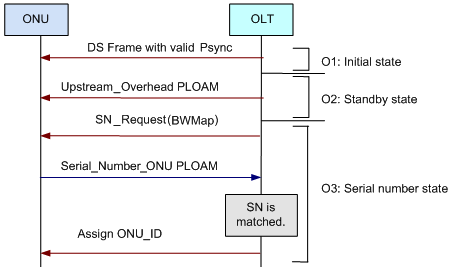 ONU
OLT
DS Frame with valid Psync
O1: Initial state
Upstream_Overhead PLOAM
O2: Standby state
SN_Request(BWMap)
Serial_Number_ONU PLOAM
O3: Serial number state
SN is
matched.
Assign ONU_ID